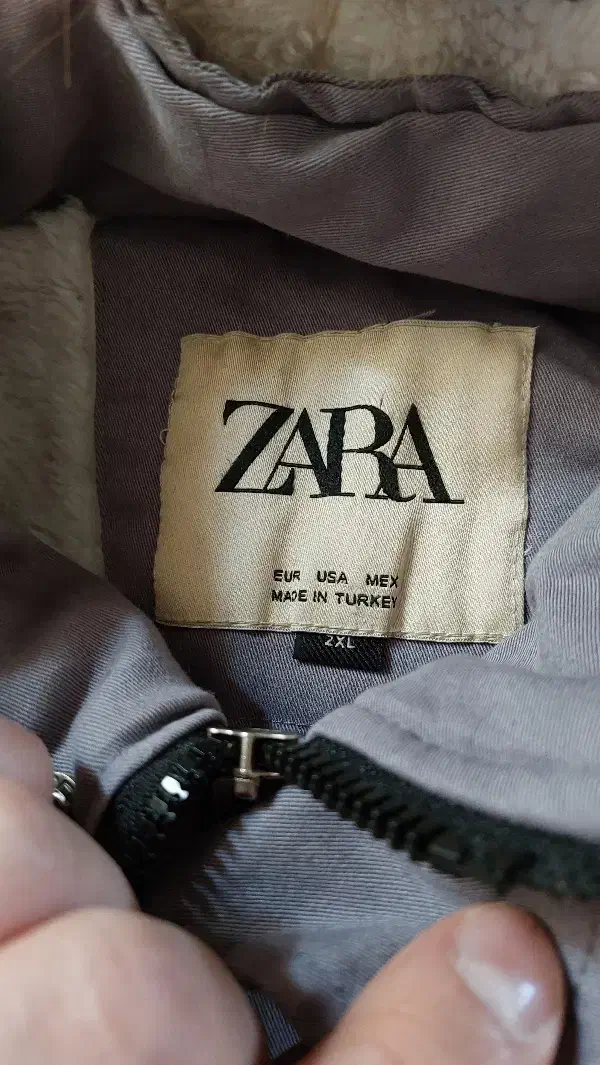 ZARA
EUR USA MEX
MADE IN TURKEY
2XL